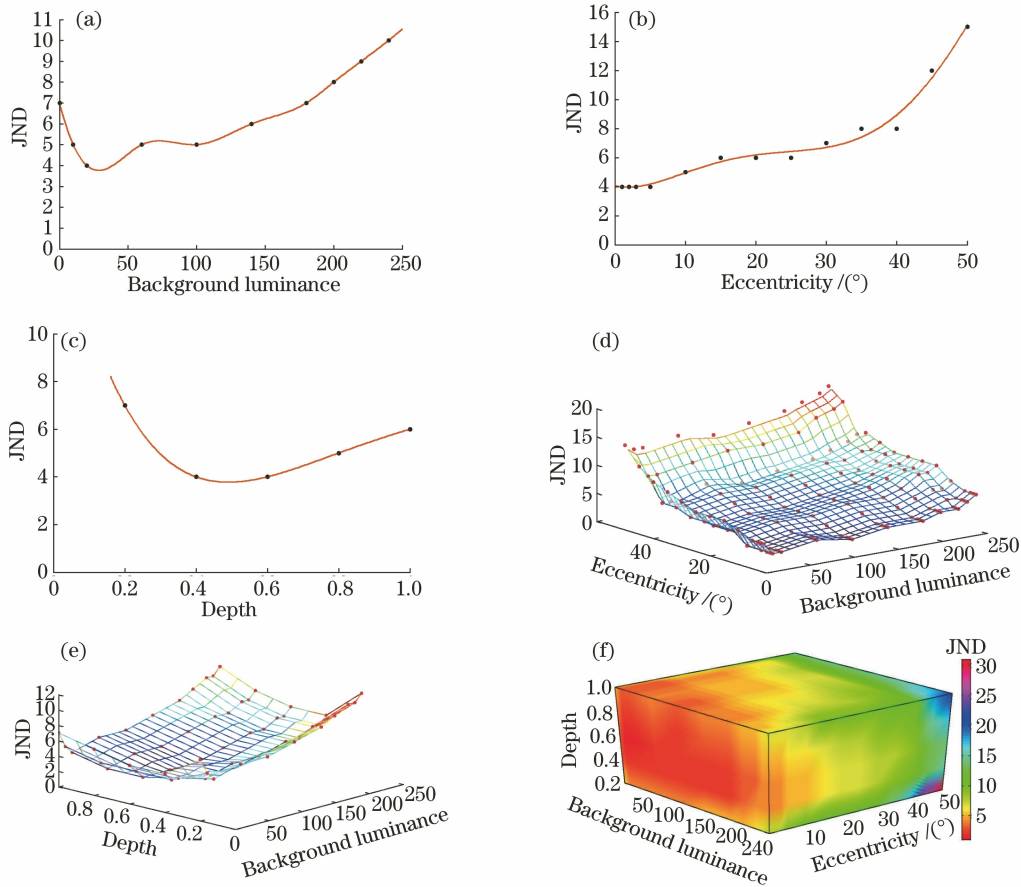 (a)
11
10
9
8
7
6
5
4
3
2
1
0
JND
0 50 100 150 200 250
Background luminance
(b)
16
14
12
10
8
6
4
2
0
JND
0 10 20 30 40 50
Eccentricity /(°)
(c)
10
8
6
4
2
0
JND
0 0.2 0.4 0.6 0.8 1.0
Depth
(d)
20
15
10
5
0
JND
40 20 0
Eccentricity /(°)
50 100 150 200 250
Background luminance
(e)
12
10
8
6
4
2
0
JND
0.8 0.6 0.4 0.2 0
Depth
50 100 150 200 250
Background luminance
(f)
JND
30
25
20
15
10
5
1.0
0.8
0.6
0.4
0.2
Depth
50 100 150 200 240
Background luminance
10 20 30 40 50
Eccentricity /(°)